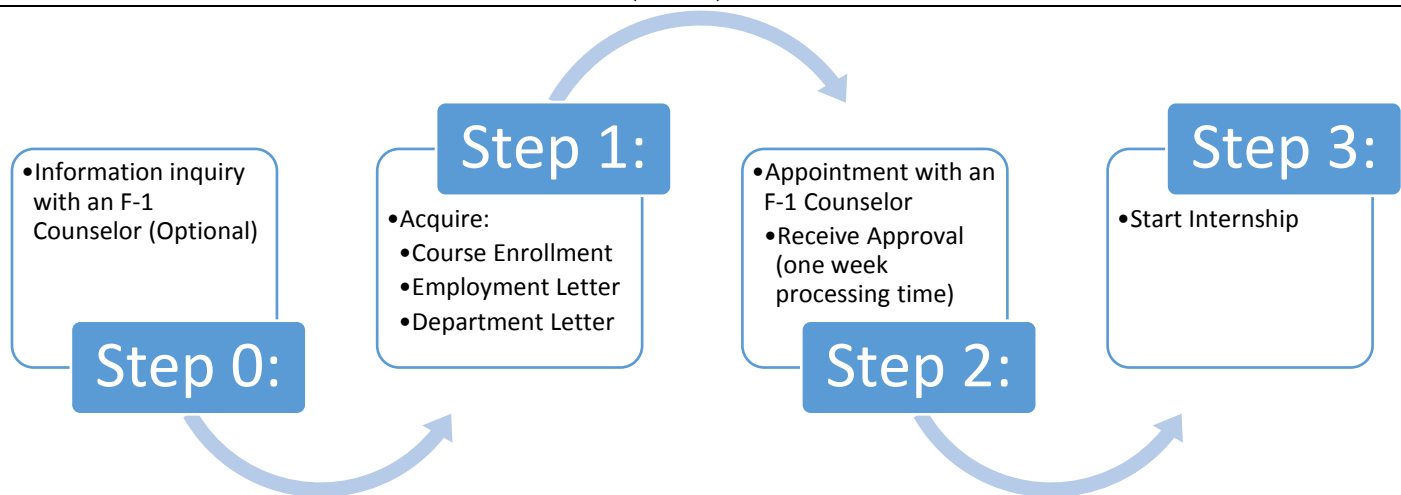 •Information inquiry
with an F-1
Counselor (Optional)
Step 0:
Step 1:
•Acquire:
•Course Enrollment
•Employment Letter
•Department Letter
•Appointment with an
F-1 Counselor
•Receive Approval
(one week
processing time)
Step 2:
Step 3:
•Start Internship